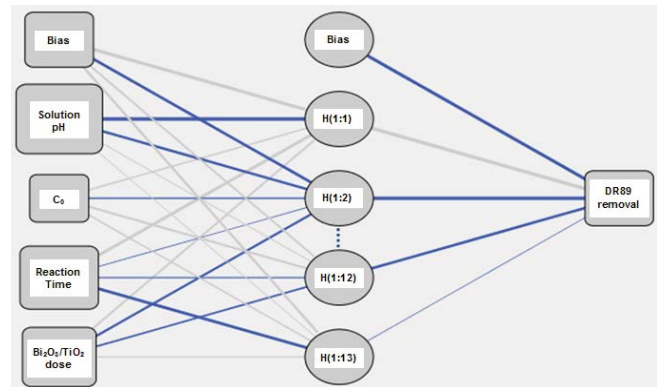 Bias
Solution
pH
C₀
Reaction
Time
Bi₂O₃/TiO₂
dose
Bias
H(1:1)
H(1:2)
H(1:12)
H(1:13)
DR89
removal